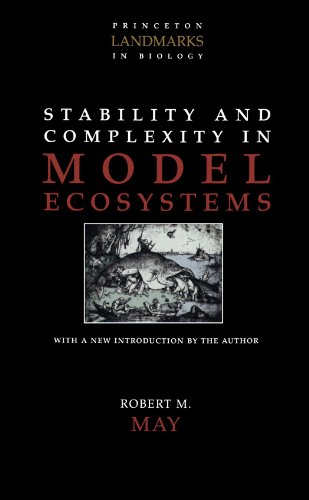 PRINCETON
LANDMARKS
IN BIOLOGY
STABILITY AND
COMPLEXITY IN
MODEL
ECOSYSTEMS
WITH A NEW INTRODUCTION BY THE AUTHOR
ROBERT M.
MAY